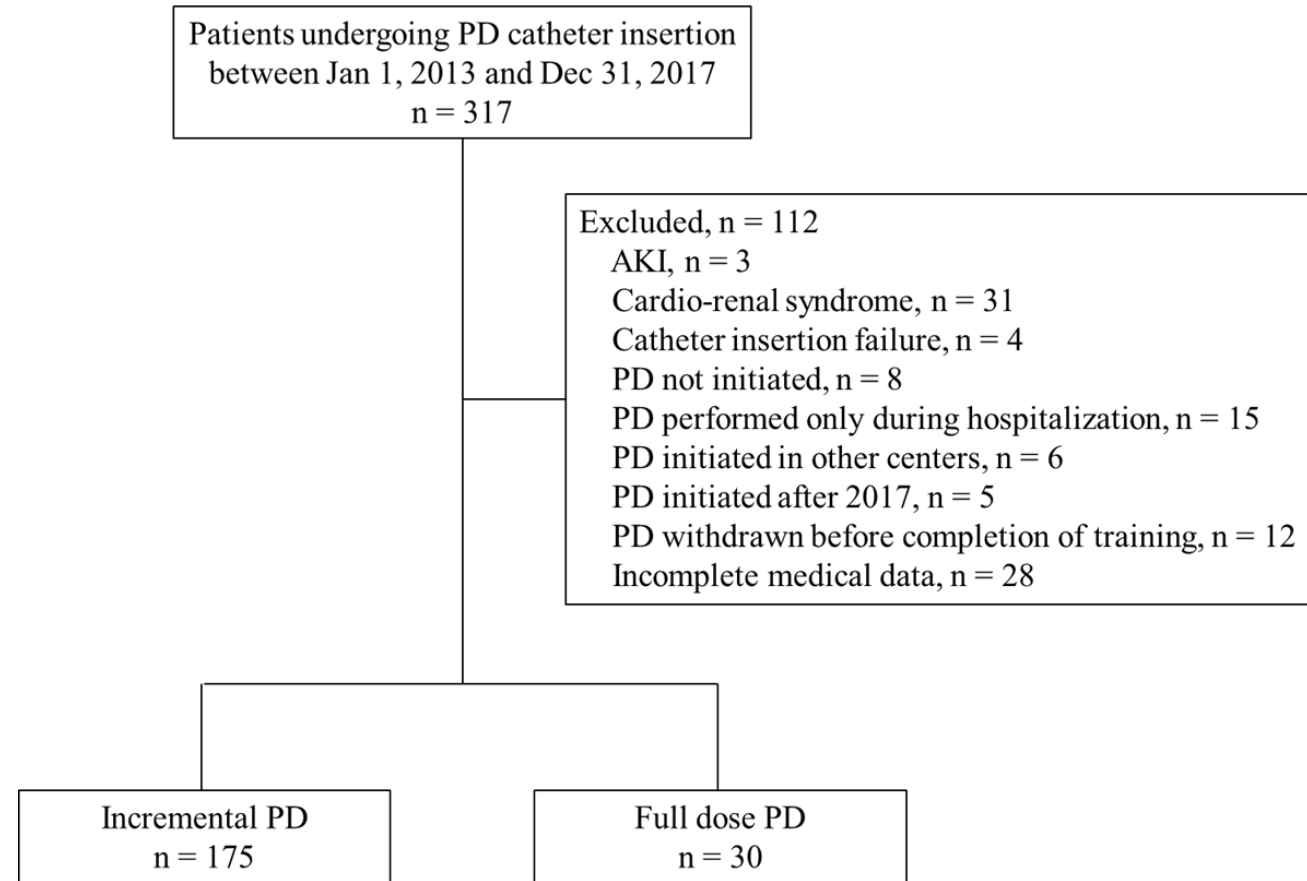 Patients undergoing PD catheter insertion
between Jan 1, 2013 and Dec 31, 2017
n = 317
Excluded, n = 112
AKI, n = 3
Cardio-renal syndrome, n = 31
Catheter insertion failure, n = 4
PD not initiated, n = 8
PD performed only during hospitalization, n = 15
PD initiated in other centers, n = 6
PD initiated after 2017, n = 5
PD withdrawn before completion of training, n = 12
Incomplete medical data, n = 28
Incremental PD
n = 175
Full dose PD
n = 30